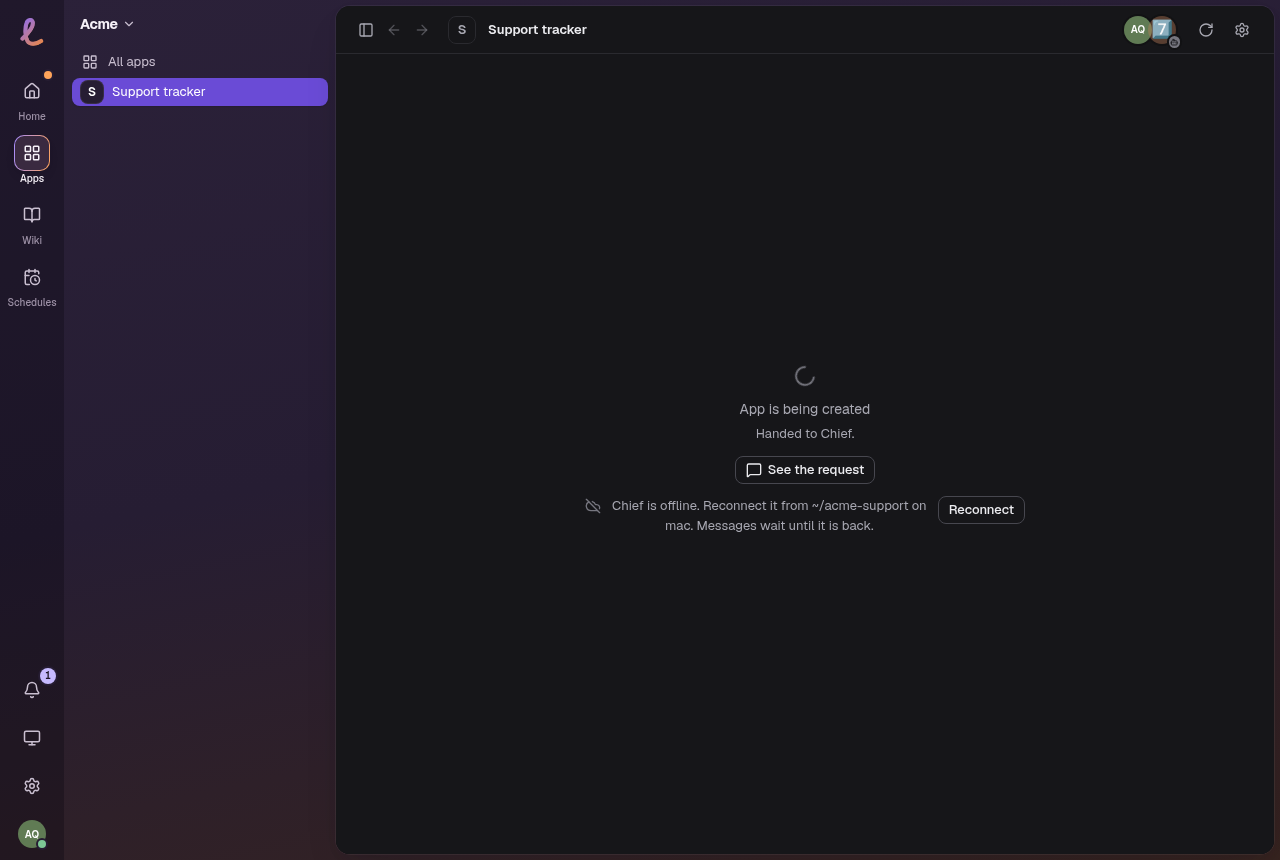 Acme
All apps
S Support tracker
Home
Apps
Wiki
Schedules
1
AQ
S Support tracker
AQ 7
App is being created
Handed to Chief.
See the request
Chief is offline. Reconnect it from ~/acme-support on
mac. Messages wait until it is back.
Reconnect